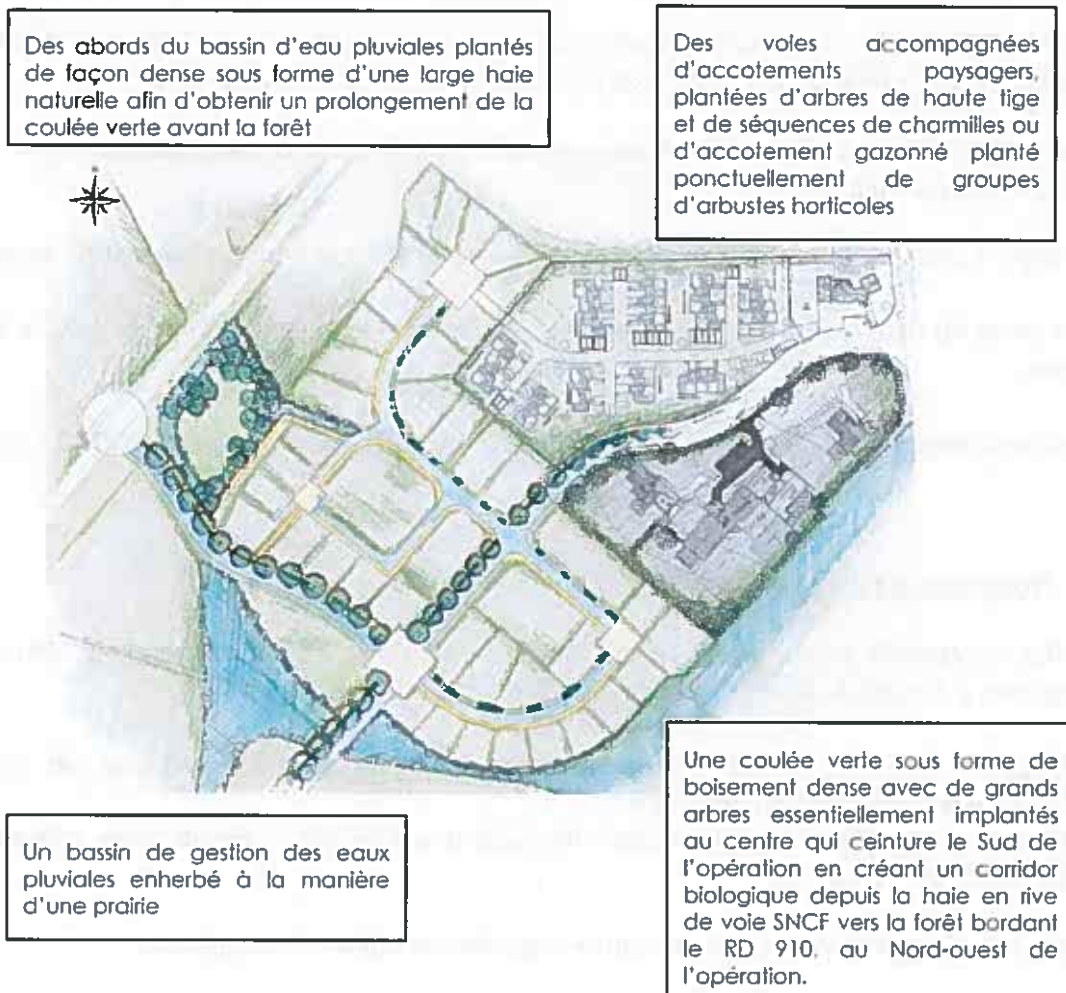 Des abords du bassin d'eau pluviales plantés
de façon dense sous forme d'une large haie
naturelle afin d'obtenir un prolongement de la
coulée verte avant la forêt
Des voies accompagnées
d'accotements paysagers,
plantées d'arbres de haute tige
et de séquences de charmilles ou
d'accotement gazonné planté
ponctuellement de groupes
d'arbustes horticoles
Un bassin de gestion des eaux
pluviales enherbé à la manière
d'une prairie
Une coulée verte sous forme de
boisement dense avec de grands
arbres essentiellement implantés
au centre qui ceinture le Sud de
l'opération en créant un corridor
biologique depuis la haie en rive
de voie SNCF vers la forêt bordant
le RD 910, au Nord-ouest de
l'opération.